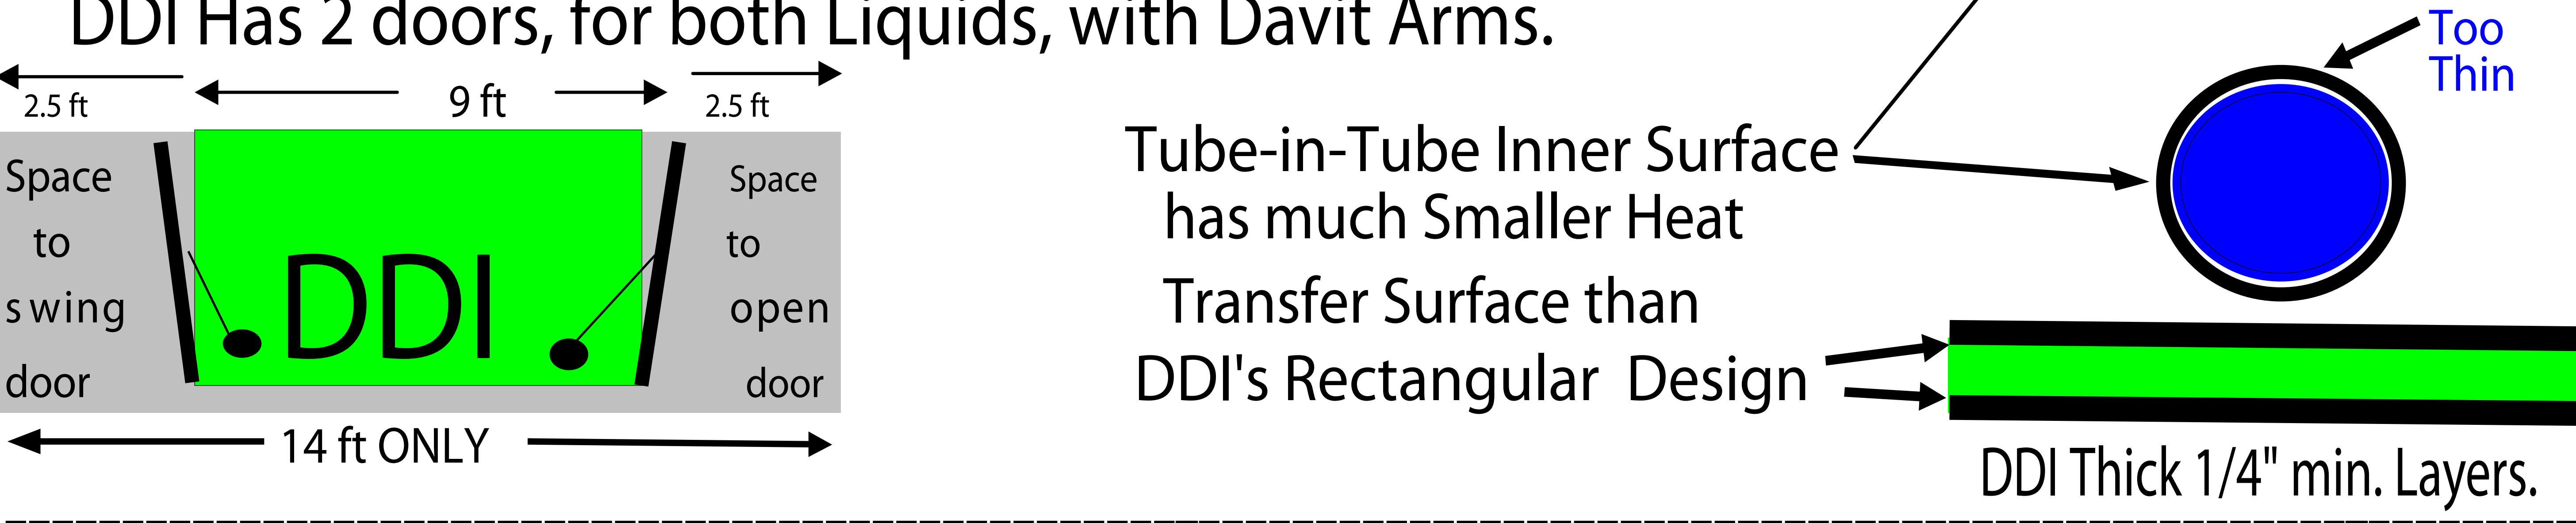 DDI Has 2 doors, for both Liquids, with Davit Arms.
2.5 ft
9 ft
2.5 ft
Space
to
swing
door
DDI
Space
to
open
door
14 ft ONLY
Tube-in-Tube Inner Surface
has much Smaller Heat
Transfer Surface than
DDI's Rectangular Design
Too
Thin
DDI Thick 1/4" min. Layers.